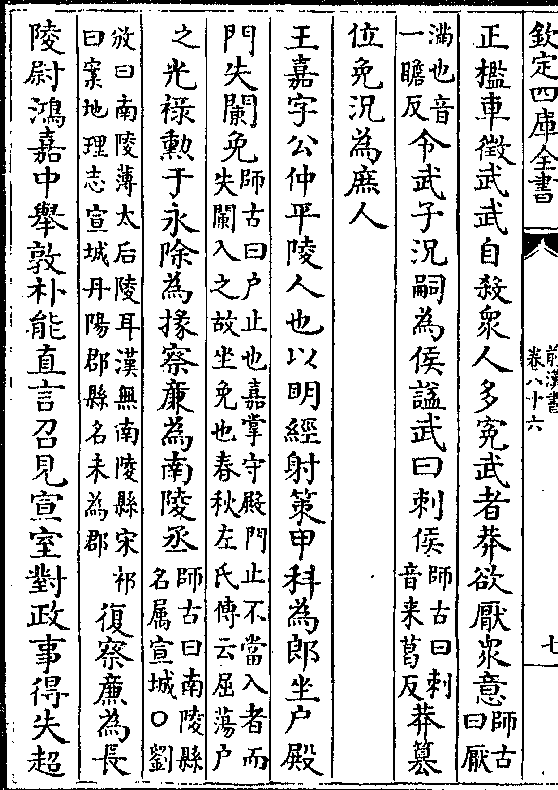 欽定四庫全書
前漢書
卷八十六
七
正檻車徵武武自殺衆人多寃武者莽欲厭衆意師古
曰厭
滿也音
一瞻反令武子況嗣為侯諡武曰刺侯師古曰刺
音来葛反莽簒
位免況為庶人
王嘉字公仲平陵人也以明經射策甲科為郎坐户殿
門失闌免師古曰户止也嘉掌守殿門止不當入者而
失闌入之故坐免也春秋左氏傳云屈蕩户
之光祿勲于永除為掾察廉為南陵丞師古曰南陵縣
名属宣城○劉
攽曰南陵薄太后陵耳漢無南陵縣宋祁
曰案地理志宣城丹陽郡縣名未為郡復察廉為長
陵尉鴻嘉中舉敦朴能直言召見宣室對政事得失超